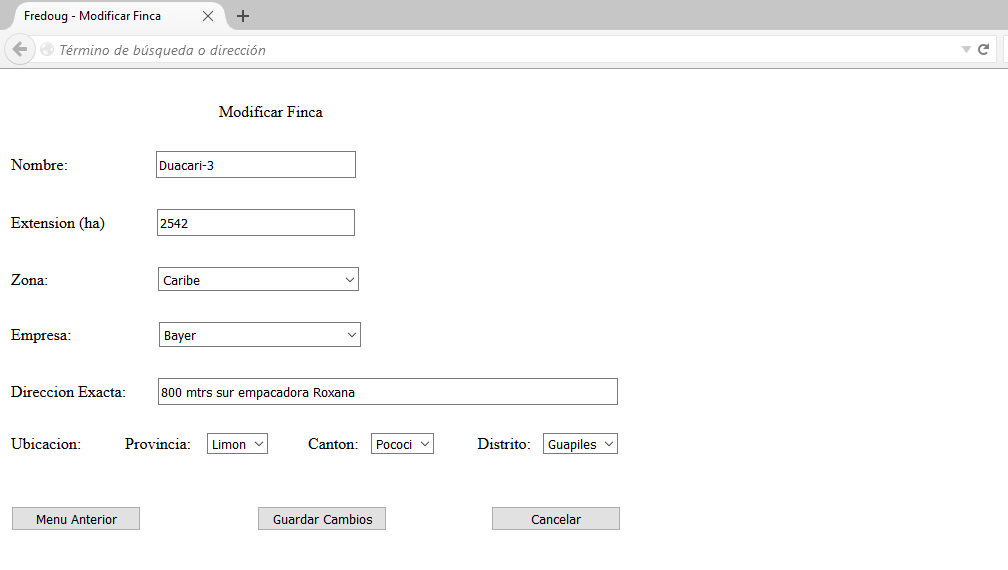 Fredoug - Modificar Finca
Término de búsqueda o dirección
Modificar Finca
Nombre: Duacari-3
Extension (ha) 2542
Zona: Caribe
Empresa: Bayer
Direccion Exacta: 800 mtrs sur empacadora Roxana
Ubicacion: Provincia: Limon Canton: Pococi Distrito: Guapiles
Menu Anterior Guardar Cambios Cancelar